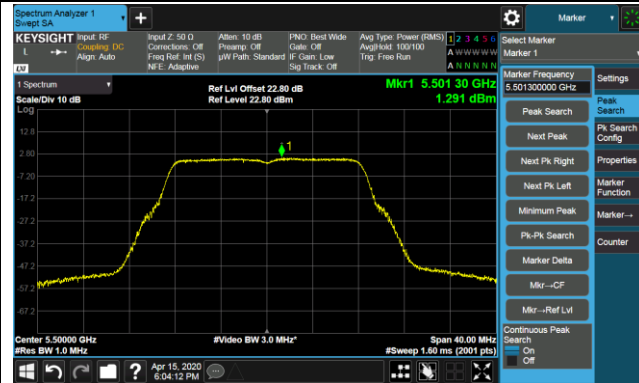 Spectrum Analyzer 1
Swept SA
+
Marker
KEYSIGHT
L
LM
Input: RF
Coupling: DC
Align: Auto
Input Z: 50 Ω
Corrections: Off
Freq Ref: Int (S)
NFE: Adaptive
Atten: 10 dB
Preamp: Off
µW Path: Standard
PNO: Best Wide
Gate: Off
IF Gain: Low
Sig Track: Off
Avg Type: Power (RMS)
Avg|Hold: 100/100
Trig: Free Run
1 2 3 4 5 6
A W W W W W
A N N N N N
Select Marker
Marker 1
1 Spectrum
Scale/Div 10 dB
Log
Ref Lvl Offset 22.80 dB
Ref Level 22.80 dBm
Mkr1 5.501 30 GHz
1.291 dBm
12.8
2.80
-7.20
-17.2
-27.2
-37.2
-47.2
-57.2
-67.2
1
Center 5.50000 GHz
#Res BW 1.0 MHz
#Video BW 3.0 MHz*
Span 40.00 MHz
#Sweep 1.60 ms (2001 pts)
Marker Frequency
5.501300000 GHz
Peak Search
Next Peak
Next Pk Right
Next Pk Left
Minimum Peak
Pk-Pk Search
Marker Delta
Mkr→CF
Mkr→Ref Lvl
Continuous Peak
Search
On
Off
Settings
Peak
Search
Pk Search
Config
Properties
Marker
Function
Marker→
Counter
?
Apr 15, 2020
6:04:12 PM